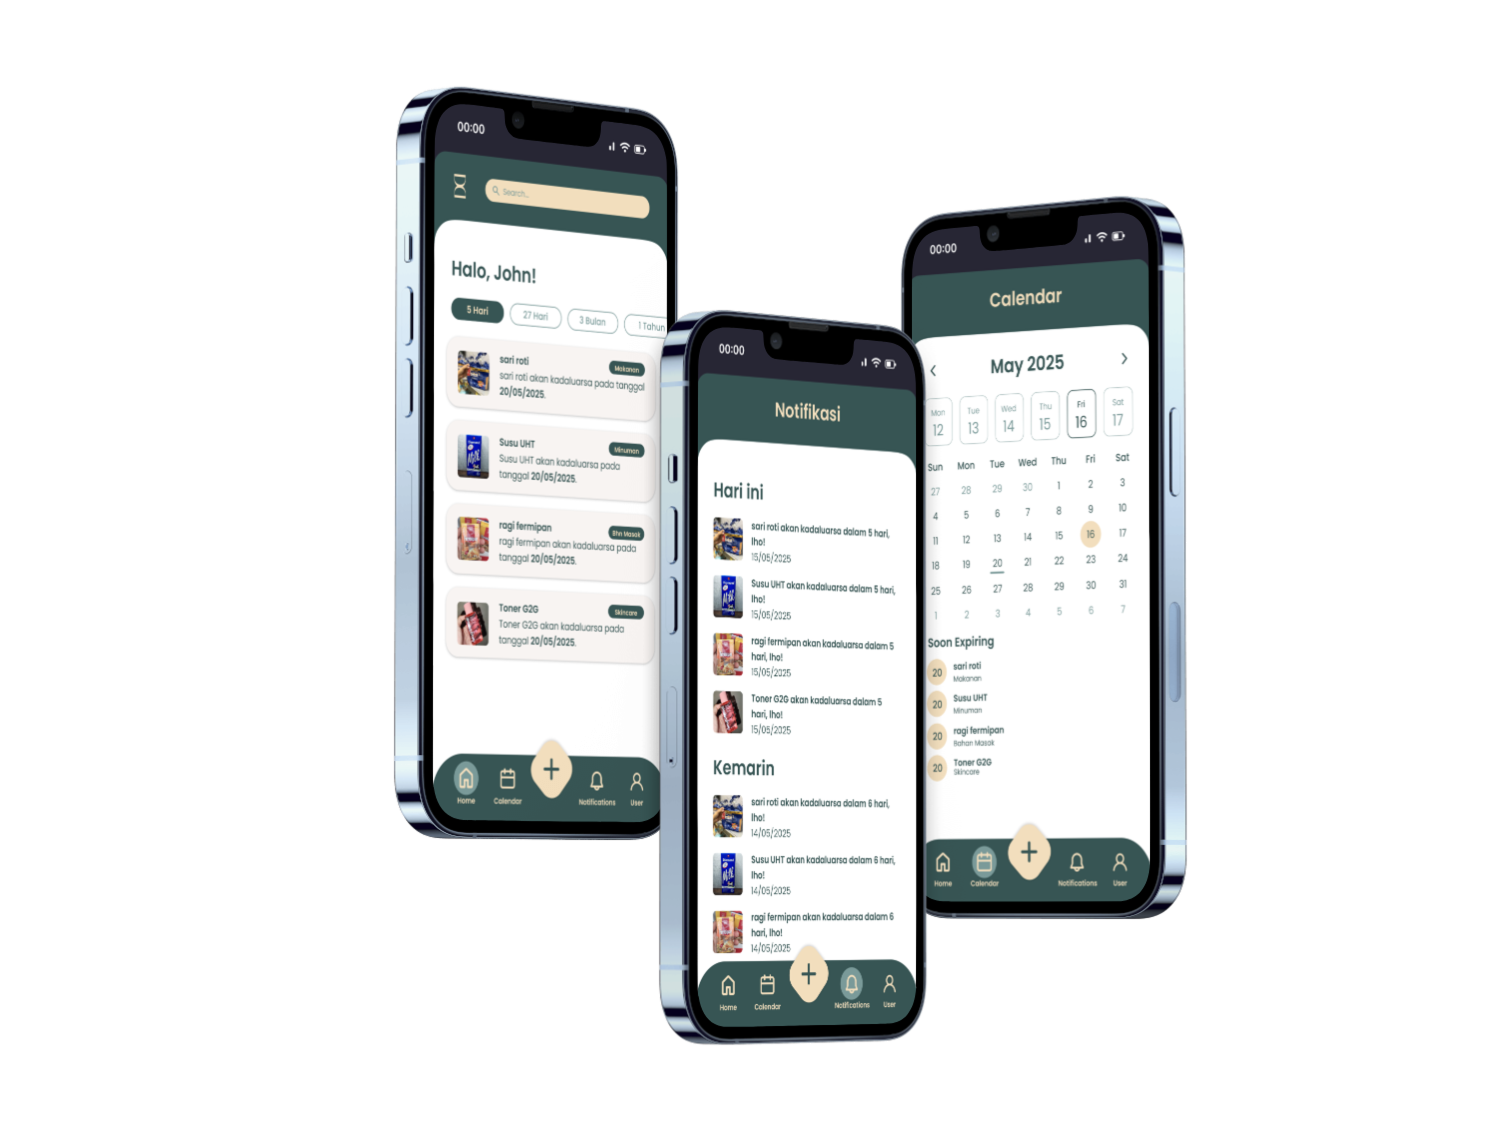 00:00
Search...
Halo, John!
5 Hari
27 Hari
3 Bulan
1 Tahun
sari roti
Makanan
sari roti akan kadaluarsa pada tanggal
20/05/2025.
Susu UHT
Minuman
Susu UHT akan kadaluarsa pada
tanggal 20/05/2025.
ragi fermipan
Bhn Masak
ragi fermipan akan kadaluarsa pada
tanggal 20/05/2025.
Toner G2G
Skincare
Toner G2G akan kadaluarsa pada
tanggal 20/05/2025.
Home
Calendar
Notifications
User
00:00
Notifikasi
Hari ini
sari roti akan kadaluarsa dalam 5 hari,
lho!
15/05/2025
Susu UHT akan kadaluarsa dalam 5 hari,
lho!
15/05/2025
ragi fermipan akan kadaluarsa dalam 5
hari, lho!
15/05/2025
Toner G2G akan kadaluarsa dalam 5
hari, lho!
15/05/2025
Kemarin
sari roti akan kadaluarsa dalam 6 hari,
lho!
14/05/2025
Susu UHT akan kadaluarsa dalam 6 hari,
lho!
14/05/2025
ragi fermipan akan kadaluarsa dalam 6
hari, lho!
14/05/2025
Home
Calendar
Notifications
User
00:00
Calendar
May 2025
Mon Tue Wed Thu Fri Sat
12 13 14 15 16 17
Sun Mon Tue Wed Thu Fri Sat
27 28 29 30 1 2 3
4 5 6 7 8 9 10
11 12 13 14 15 16 17
18 19 20 21 22 23 24
25 26 27 28 29 30 31
1 2 3 4 5 6 7
Soon Expiring
20 sari roti
Makanan
20 Susu UHT
Minuman
20 ragi fermipan
Bahan Masak
20 Toner G2G
Skincare
Home
Calendar
Notifications
User